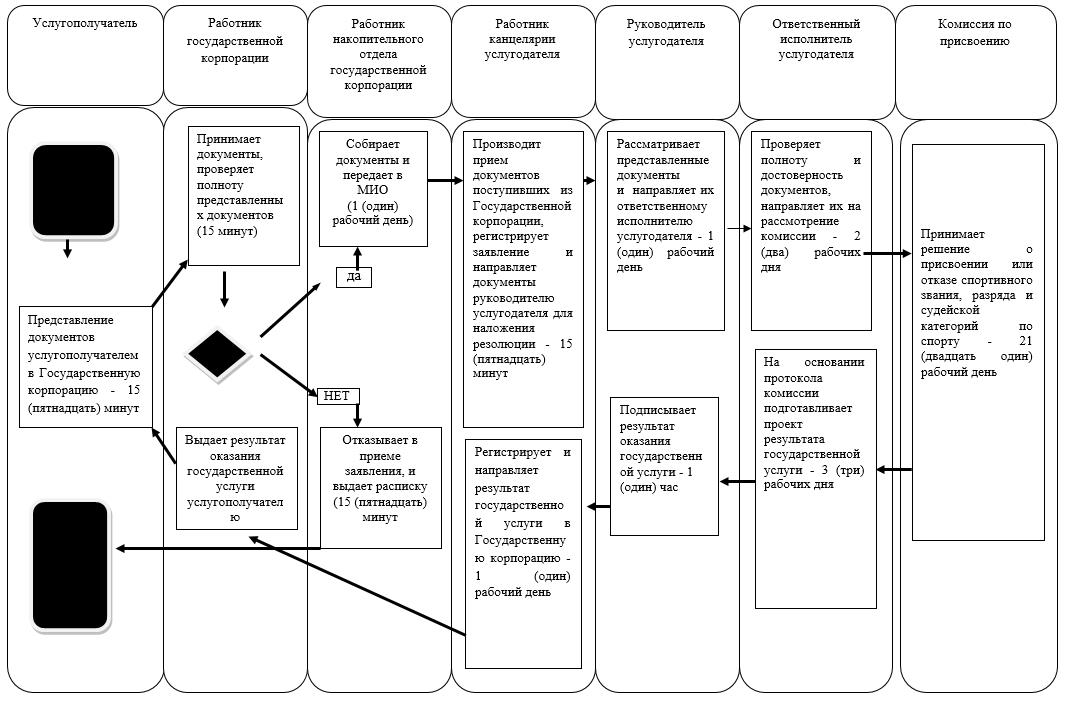 Услугополучатель
Работник
государственной
корпорации
Работник
накопительного
отдела
государственной
корпорации
Работник
канцелярии
услугодателя
Руководитель
услугодателя
Ответственный
исполнитель
услугодателя
Комиссия по
присвоению
Представление
документов
услугополучателем
в Государственную
корпорацию - 15
(пятнадцать) минут
Принимает
документы,
проверяет
полноту
представленны
х документов
(15 минут)
Выдает результат
оказания
государственной
услуги
услугополучател
ю
Собирает
документы и
передает в
МИО
(1 (один)
рабочий день)
да
НЕТ
Отказывает в
приеме
заявления, и
выдает расписку
(15 (пятнадцать)
минут
Производит
прием
документов
поступивших из
Государственной
корпорации,
регистрирует
заявление и
направляет
документы
руководителю
услугодателя для
наложения
резолюции - 15
(пятнадцать)
минут
Регистрирует и
направляет
результат
государственно
й услуги в
Государственну
ю корпорацию -
1 (один)
рабочий день
Рассматривает
представленные
документы
и направляет их
ответственному
исполнителю
услугодателя - 1
(один) рабочий
день
Подписывает
результат
оказания
государственн
ой услуги - 1
(один) час
Проверяет
полноту и
достоверность
документов,
направляет их на
рассмотрение
комиссии - 2
(два) рабочих
дня
На основании
протокола
комиссии
подготавливает
проект
результата
государственной
услуги - 3 (три)
рабочих дня
Принимает
решение о
присвоении или
отказе спортивного
звания, разряда и
судейской
категорий по
спорту - 21
(двадцать один)
рабочий день